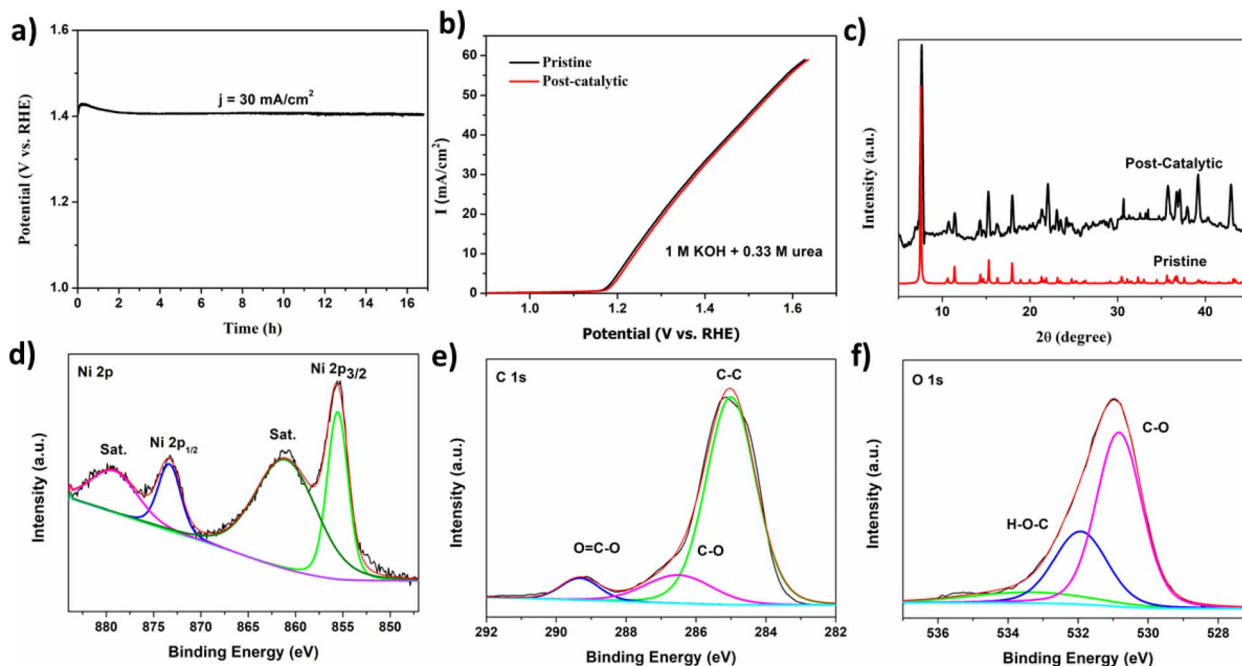 a)
1.6
1.4
1.2
1.0
Potential (V vs. RHE)
j = 30 mA/cm²
0 2 4 6 8 10 12 14 16
Time (h)
b)
60
50
40
30
20
10
0
I (mA/cm²)
Pristine
Post-catalytic
1 M KOH + 0.33 M urea
1.0 1.2 1.4 1.6
Potential (V vs. RHE)
c)
Intensity (a.u.)
Post-Catalytic
Pristine
10 20 30 40
2θ (degree)
d)
Ni 2p
Intensity (a.u.)
Sat.
Ni 2p1/2
Sat.
Ni 2p3/2
880 875 870 865 860 855 850
Binding Energy (eV)
e)
C 1s
Intensity (a.u.)
C-C
O=C-O
C-O
292 290 288 286 284 282
Binding Energy (eV)
f)
O 1s
Intensity (a.u.)
C-O
H-O-C
536 534 532 530 528
Binding Energy (eV)